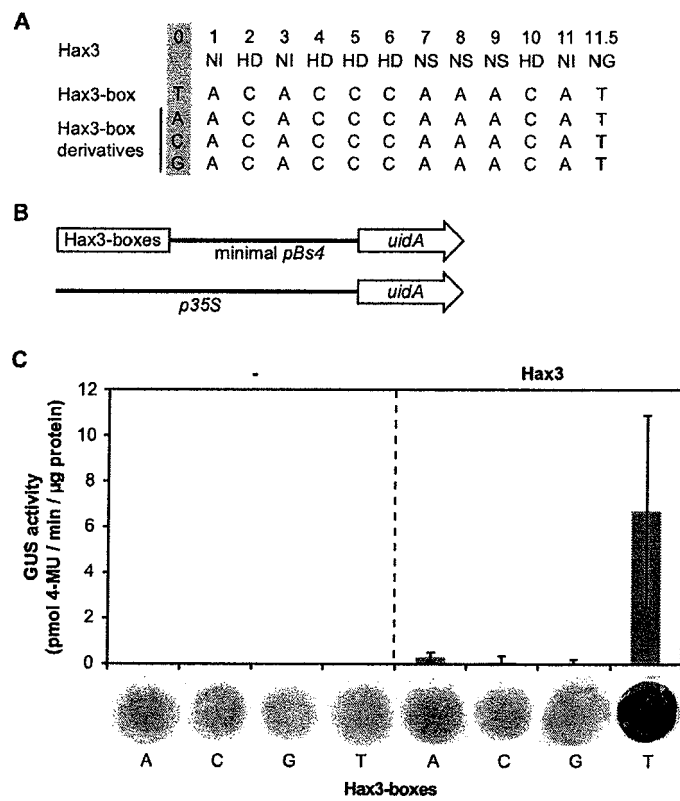 A
0 1 2 3 4 5 6 7 8 9 10 11 11.5
Hax3 NI HD NI HD HD HD NS NS NS HD NI NG
Hax3-box T A C A C C C A A A C A T
Hax3-box derivatives
A A C A C C C A A A C A T
C A C A C C C A A A C A T
G A C A C C C A A A C A T
B
Hax3-boxes minimal pBs4 uidA
p35S uidA
C
- Hax3
GUS activity
(pmol 4-MU / min / µg protein)
12
10
8
6
4
2
0
A C G T A C G T
Hax3-boxes